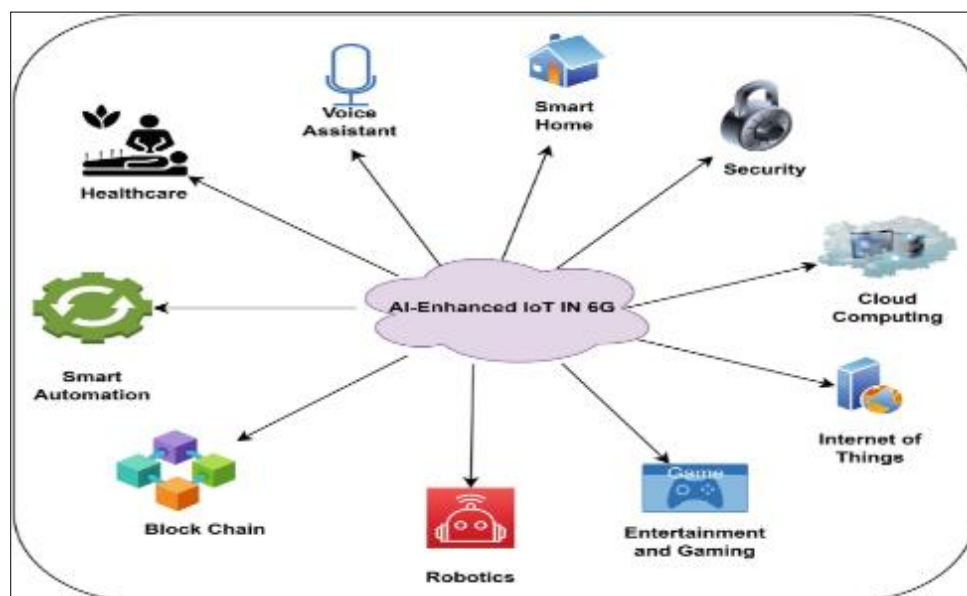 Voice
Assistant
Smart
Home
Security
Healthcare
Cloud
Computing
AI-Enhanced IoT IN 6G
Smart
Automation
Internet of
Things
Block Chain
Game
Entertainment
and Gaming
Robotics